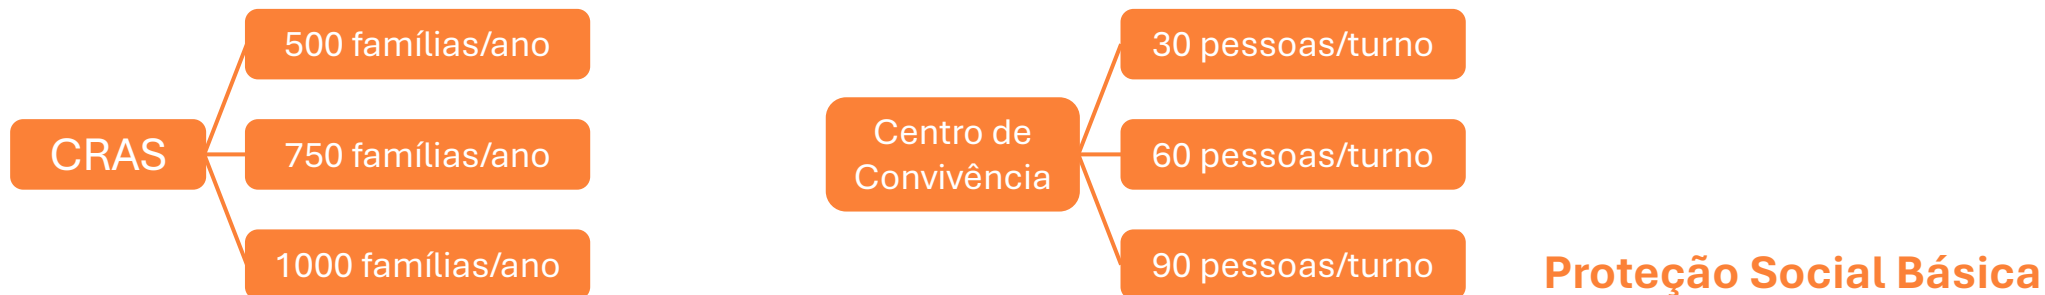 CRAS
500 famílias/ano
750 famílias/ano
1000 famílias/ano
Centro de
Convivência
30 pessoas/turno
60 pessoas/turno
90 pessoas/turno
Proteção Social Básica